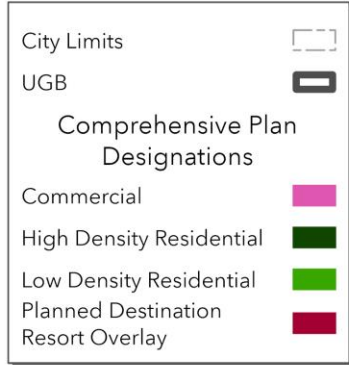 City Limits
UGB
Comprehensive Plan
Designations
Commercial
High Density Residential
Low Density Residential
Planned Destination
Resort Overlay